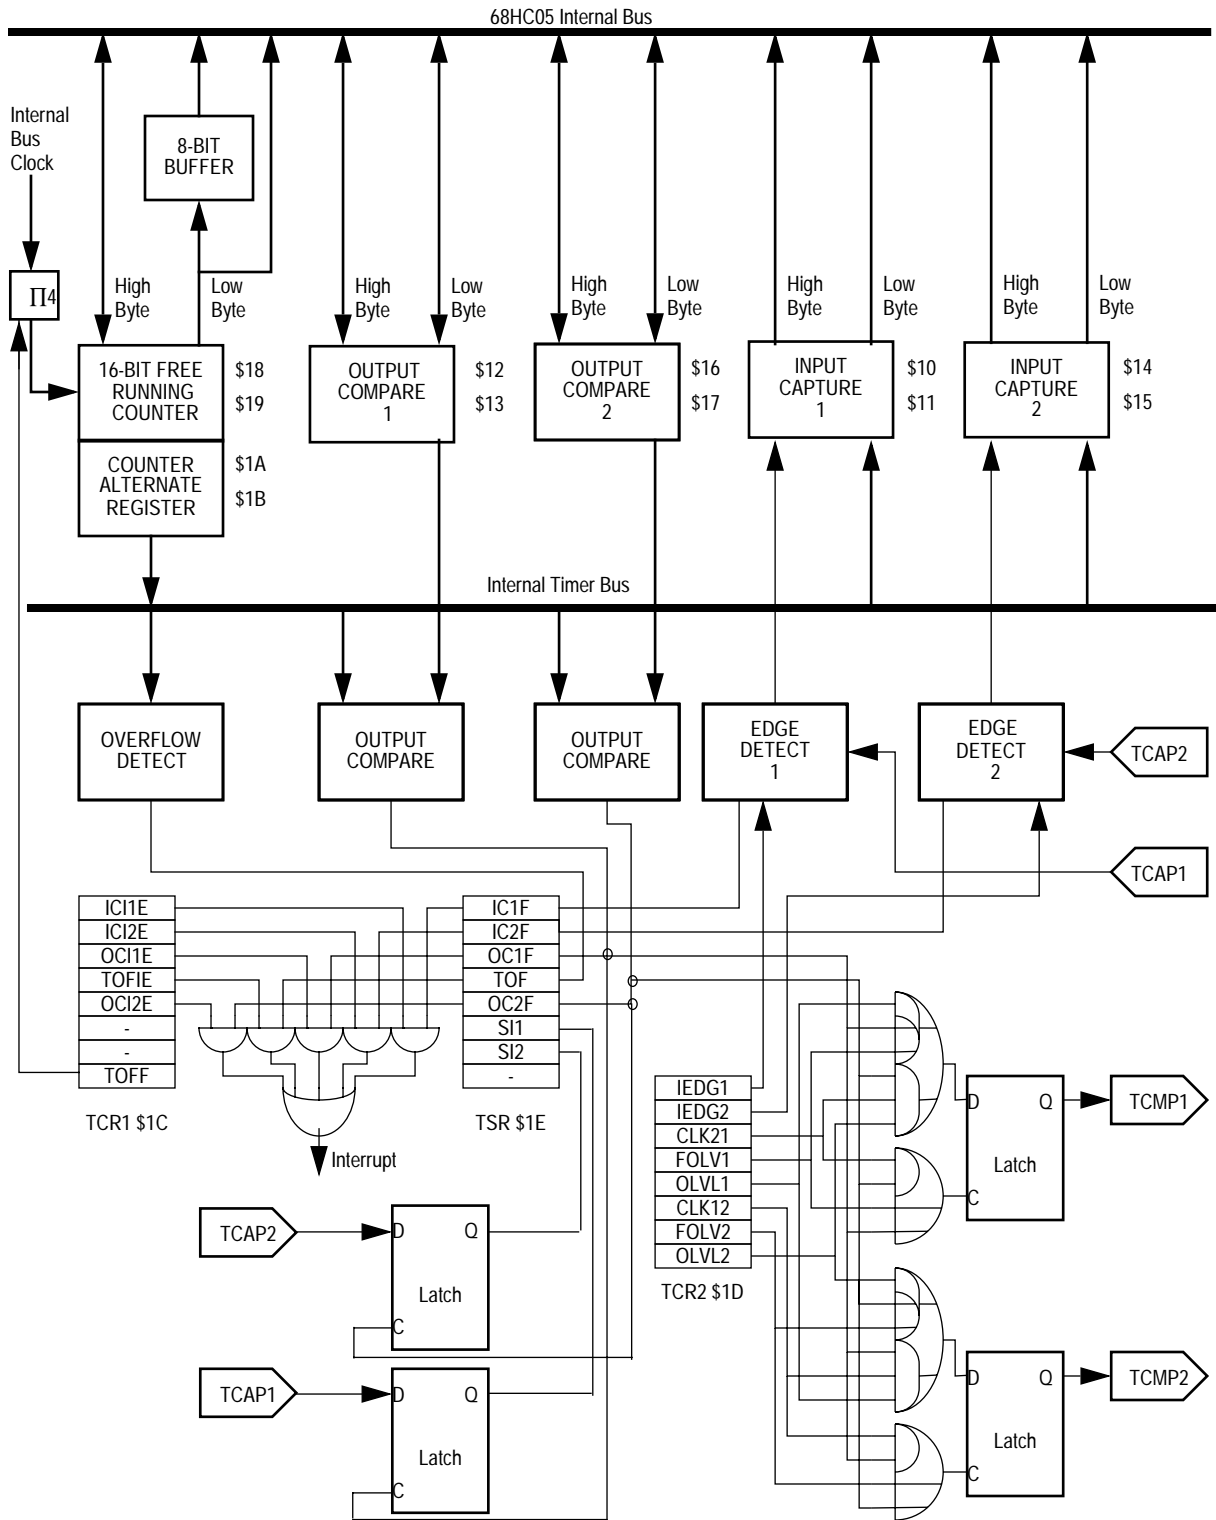 68HC05 Internal Bus
Internal
Bus
Clock
8-BIT
BUFFER
Π4
High
Byte
Low
Byte
High
Byte
Low
Byte
High
Byte
Low
Byte
High
Byte
Low
Byte
High
Byte
Low
Byte
16-BIT FREE
RUNNING
COUNTER
$18
$19
COUNTER
ALTERNATE
REGISTER
$1A
$1B
OUTPUT
COMPARE
1
$12
$13
OUTPUT
COMPARE
2
$16
$17
INPUT
CAPTURE
1
$10
$11
INPUT
CAPTURE
2
$14
$15
Internal Timer Bus
OVERFLOW
DETECT
OUTPUT
COMPARE
OUTPUT
COMPARE
EDGE
DETECT
1
EDGE
DETECT
2
TCAP2
TCAP1
ICI1E
ICI2E
OCI1E
TOFIE
OCI2E
-
-
TOFF
TCR1 $1C
IC1F
IC2F
OC1F
TOF
OC2F
SI1
SI2
-
TSR $1E
Interrupt
IEDG1
IEDG2
CLK21
FOLV1
OLVL1
CLK12
FOLV2
OLVL2
TCR2 $1D
D
Q
Latch
C
TCMP1
TCAP2
D
Q
Latch
C
TCAP1
D
Q
Latch
C
D
Q
Latch
C
TCMP2